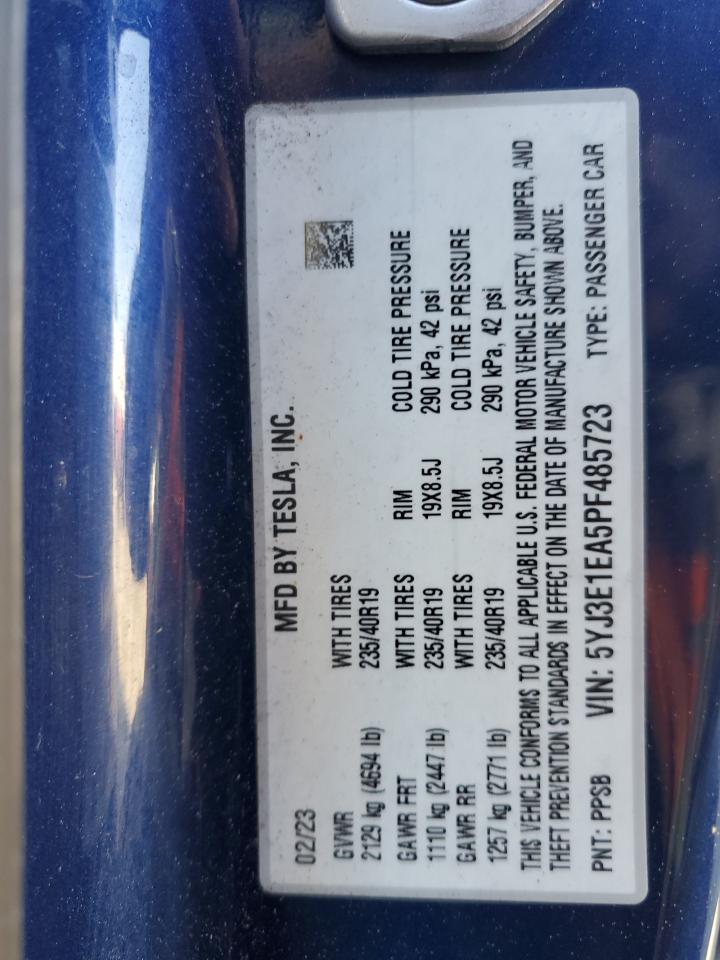 MFD BY TESLA, INC.
02/23
GVWR WITH TIRES
2129 kg (4694 lb) 235/40R19
GAWR FRT WITH TIRES RIM COLD TIRE PRESSURE
1110 kg (2447 lb) 235/40R19 19X8.5J 290 kPa, 42 psi
GAWR RR WITH TIRES RIM COLD TIRE PRESSURE
1257 kg (2771 lb) 235/40R19 19X8.5J 290 kPa, 42 psi
THIS VEHICLE CONFORMS TO ALL APPLICABLE U.S. FEDERAL MOTOR VEHICLE SAFETY, BUMPER, AND
THEFT PREVENTION STANDARDS IN EFFECT ON THE DATE OF MANUFACTURE SHOWN ABOVE.
PNT: PPSB VIN: 5YJ3E1EA5PF485723 TYPE: PASSENGER CAR